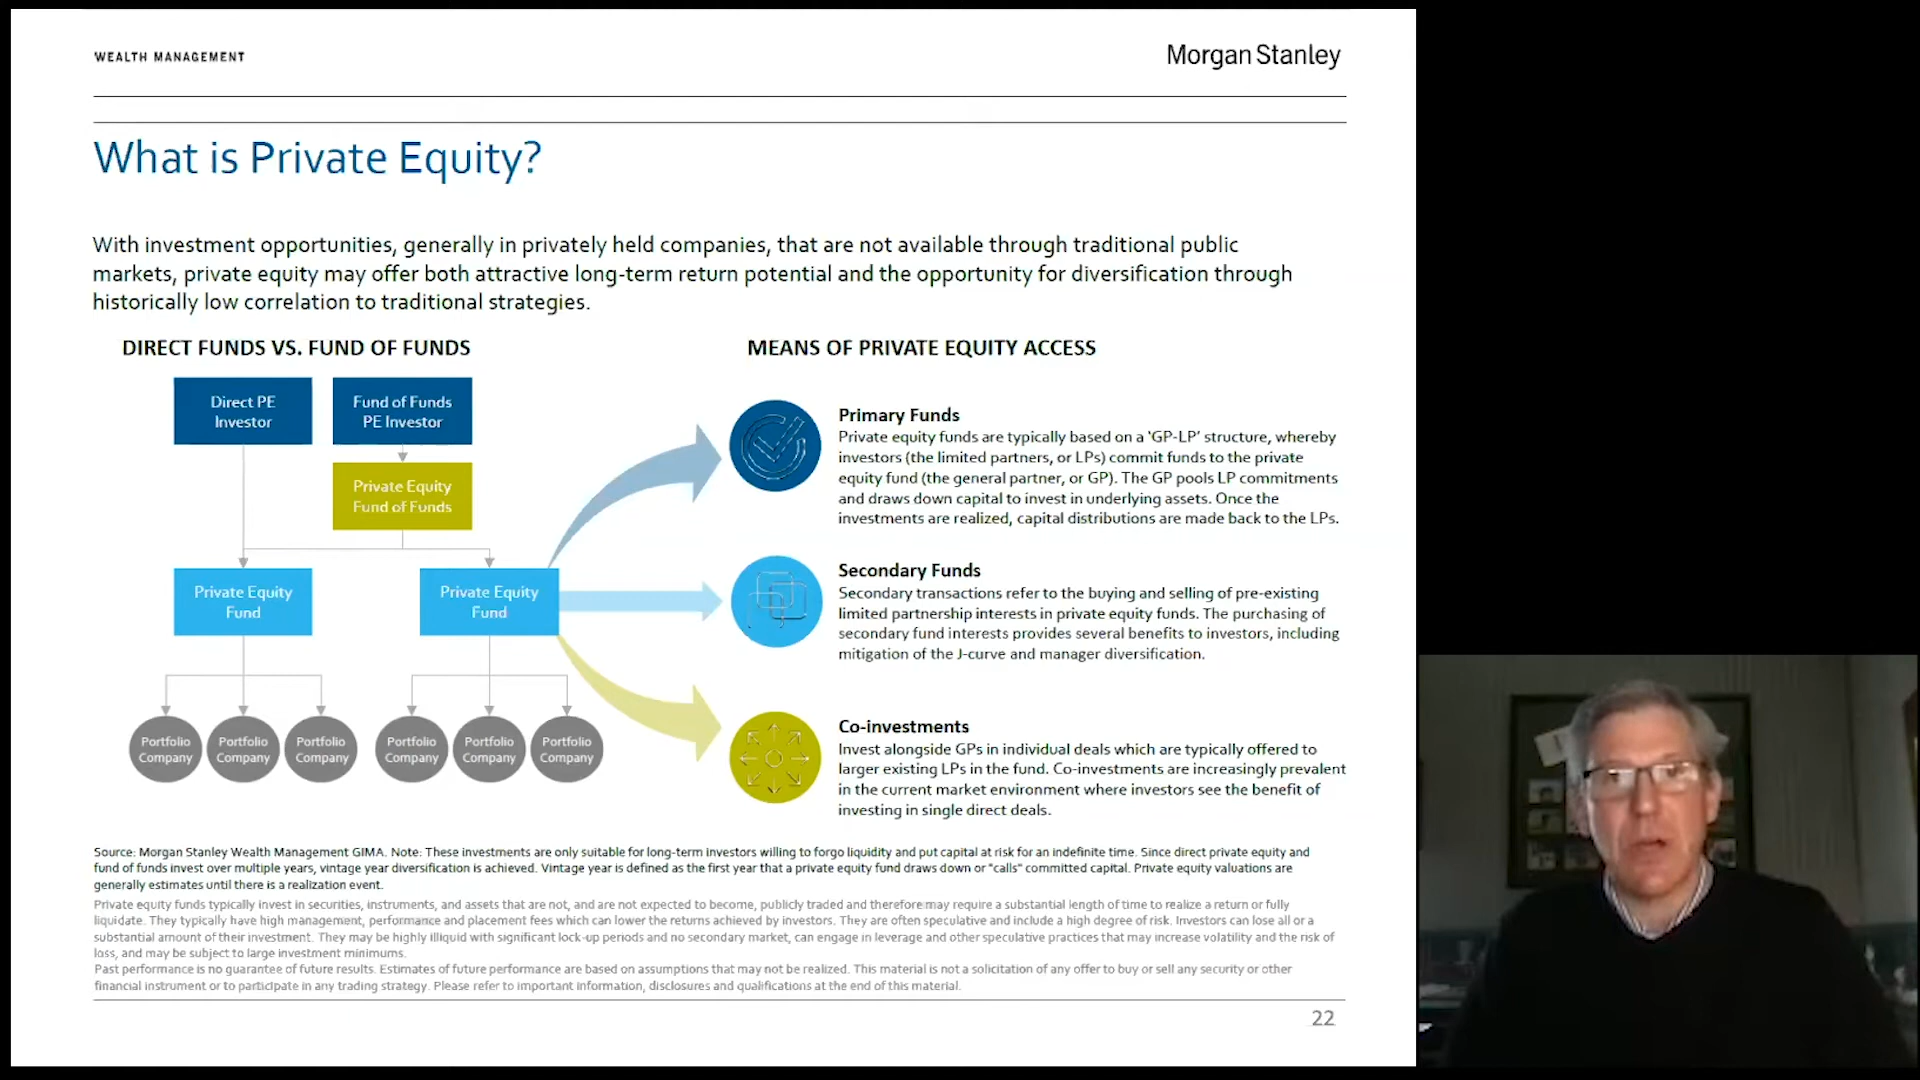 WEALTH MANAGEMENT
Morgan Stanley
What is Private Equity?
With investment opportunities, generally in privately held companies, that are not available through traditional public
markets, private equity may offer both attractive long-term return potential and the opportunity for diversification through
historically low correlation to traditional strategies.
DIRECT FUNDS VS. FUND OF FUNDS
Direct PE
Investor
Fund of Funds
PE Investor
Private Equity
Fund of Funds
Private Equity
Fund
Private Equity
Fund
Portfolio
Company
Portfolio
Company
Portfolio
Company
Portfolio
Company
Portfolio
Company
Portfolio
Company
MEANS OF PRIVATE EQUITY ACCESS
Primary Funds
Private equity funds are typically based on a 'GP-LP' structure, whereby
investors (the limited partners, or LPs) commit funds to the private
equity fund (the general partner, or GP). The GP pools LP commitments
and draws down capital to invest in underlying assets. Once the
investments are realized, capital distributions are made back to the LPs.
Secondary Funds
Secondary transactions refer to the buying and selling of pre-existing
limited partnership interests in private equity funds. The purchasing of
secondary fund interests provides several benefits to investors, including
mitigation of the J-curve and manager diversification.
Co-investments
Invest alongside GPs in individual deals which are typically offered to
larger existing LPs in the fund. Co-investments are increasingly prevalent
in the current market environment where investors see the benefit of
investing in single direct deals.
Source: Morgan Stanley Wealth Management GIMA. Note: These investments are only suitable for long-term investors willing to forgo liquidity and put capital at risk for an indefinite time. Since direct private equity and
fund of funds invest over multiple years, vintage year diversification is achieved. Vintage year is defined as the first year that a private equity fund draws down or "calls" committed capital. Private equity valuations are
generally estimates until there is a realization event.
Private equity funds typically invest in securities, instruments, and assets that are not, and are not expected to become, publicly traded and therefore may require a substantial length of time to realize a return or fully
liquidate. They typically have high management, performance and placement fees which can lower the returns achieved by investors. They are often speculative and include a high degree of risk. Investors can lose all or a
substantial amount of their investment. They may be highly illiquid with significant lock-up periods and no secondary market, can engage in leverage and other speculative practices that may increase volatility and the risk of
loss, and may be subject to large investment minimums.
Past performance is no guarantee of future results. Estimates of future performance are based on assumptions that may not be realized. This material is not a solicitation of any offer to buy or sell any security or other
financial instrument or to participate in any trading strategy. Please refer to important information, disclosures and qualifications at the end of this material.
22